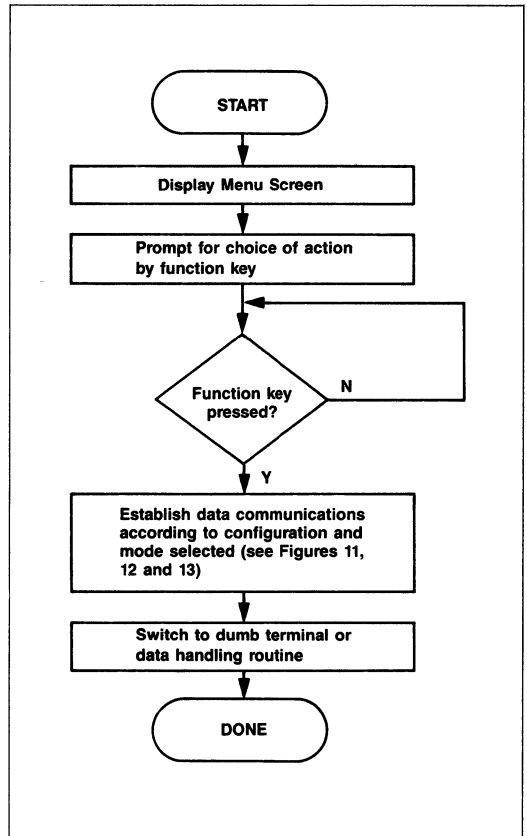 START
Display Menu Screen
Prompt for choice of action
by function key
Function key
pressed?
N
Y
Establish data communications
according to configuration and
mode selected (see Figures 11,
12 and 13)
Switch to dumb terminal or
data handling routine
DONE